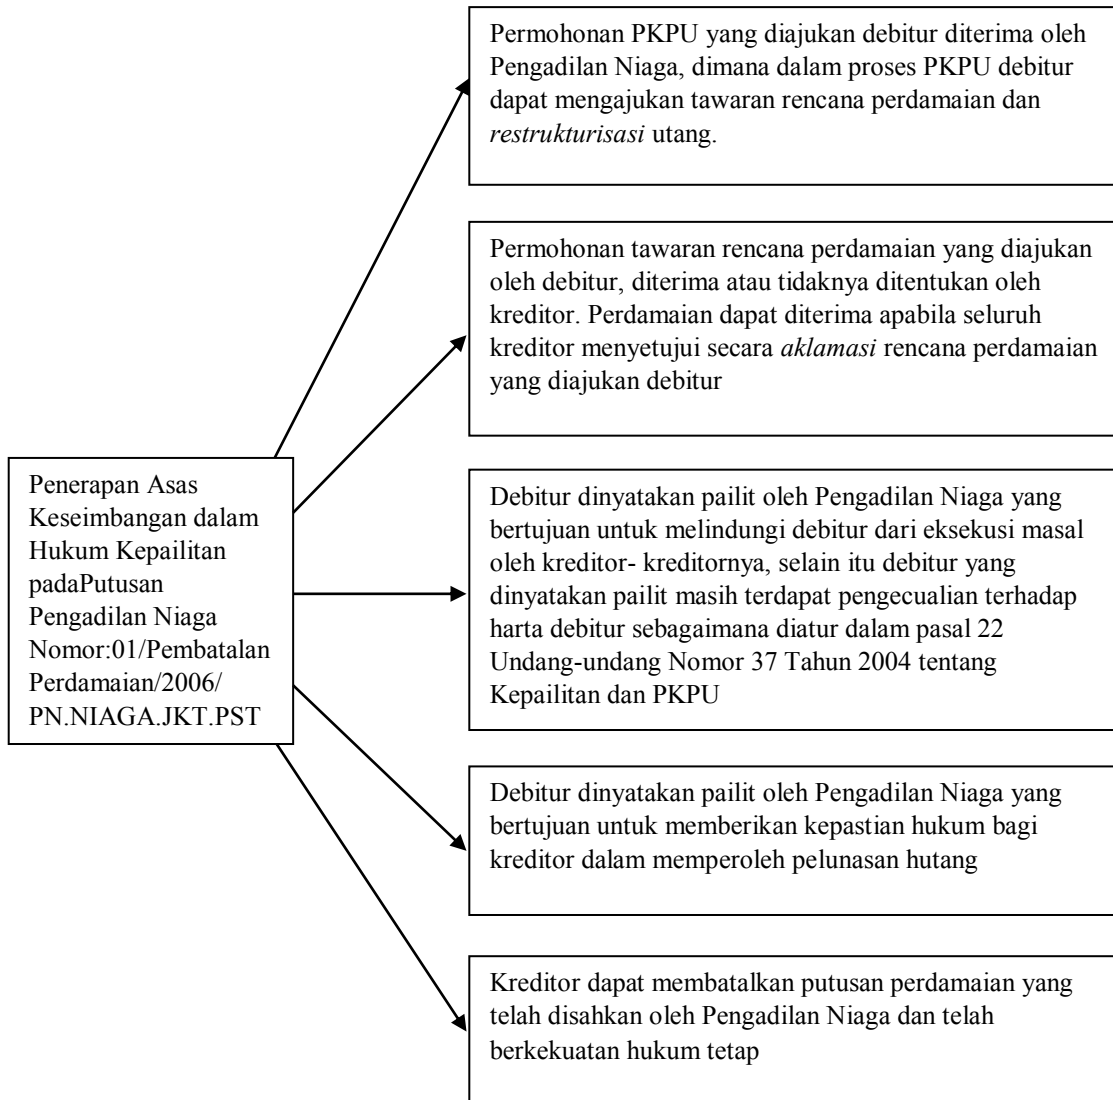 Permohonan PKPU yang diajukan debitur diterima oleh
Pengadilan Niaga, dimana dalam proses PKPU debitur
dapat mengajukan tawaran rencana perdamaian dan
restrukturisasi utang.
Permohonan tawaran rencana perdamaian yang diajukan
oleh debitur, diterima atau tidaknya ditentukan oleh
kreditor. Perdamaian dapat diterima apabila seluruh
kreditor menyetujui secara aklamasi rencana perdamaian
yang diajukan debitur
Penerapan Asas
Keseimbangan dalam
Hukum Kepailitan
padaPutusan
Pengadilan Niaga
Nomor:01/Pembatalan
Perdamaian/2006/
PN.NIAGA.JKT.PST
Debitur dinyatakan pailit oleh Pengadilan Niaga yang
bertujuan untuk melindungi debitur dari eksekusi masal
oleh kreditor- kreditornya, selain itu debitur yang
dinyatakan pailit masih terdapat pengecualian terhadap
harta debitur sebagaimana diatur dalam pasal 22
Undang-undang Nomor 37 Tahun 2004 tentang
Kepailitan dan PKPU
Debitur dinyatakan pailit oleh Pengadilan Niaga yang
bertujuan untuk memberikan kepastian hukum bagi
kreditor dalam memperoleh pelunasan hutang
Kreditor dapat membatalkan putusan perdamaian yang
telah disahkan oleh Pengadilan Niaga dan telah
berkekuatan hukum tetap